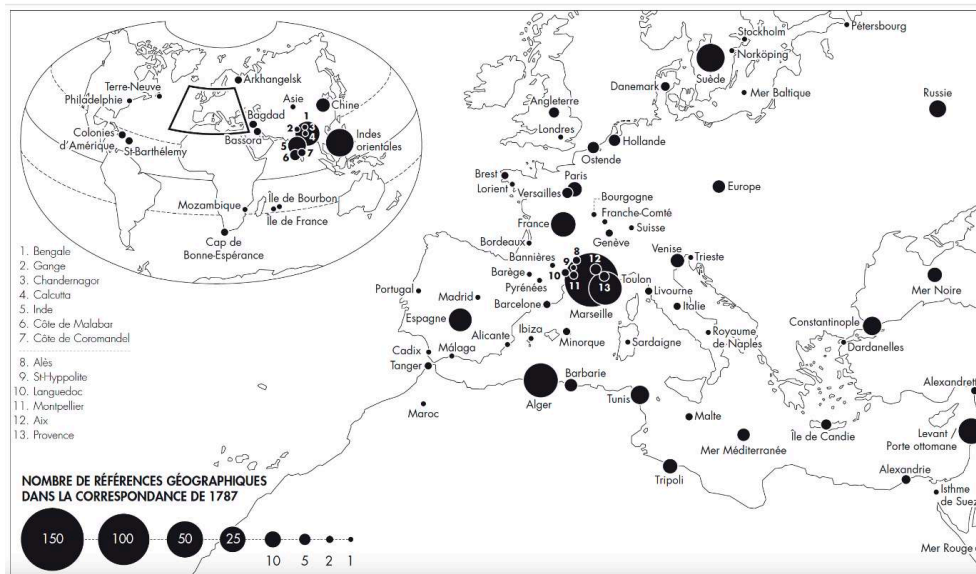 Stockholm
Pétersbourg
Norköping
Arkhangelsk
Suède
Danemark
Mer Baltique
Russie
Terre-Neuve
Philadelphie
Asie
Chine
Bagdad
1
2
3
4
5
6
7
Angleterre
Londres
Colonies
d'Amérique
St-Barthélemy
Bassora
Indes
orientales
Hollande
Ostende
Brest
Paris
Lorient
Versailles
Bourgogne
Europe
Mozambique
Île de Bourbon
Île de France
Franche-Comté
Suisse
France
Genève
Cap de
Bonne-Espérance
Bordeaux
Bannières
8
9
10
11
12
13
Venise
Trieste
1. Bengale
2. Gange
3. Chandernagor
4. Calcutta
5. Inde
6. Côte de Malabar
7. Côte de Coromandel
8. Alès
9. St-Hyppolite
10. Languedoc
11. Montpellier
12. Aix
13. Provence
Barège
Pyrénées
Toulon
Livourne
Mer Noire
Portugal
Madrid
Barcelone
Marseille
Italie
Espagne
Constantinople
Alicante
Ibiza
Minorque
Sardaigne
Royaume
de Naples
Dardanelles
Cadix
Málaga
Tanger
Maroc
Alger
Barbarie
Tunis
Malte
Mer Méditerranée
Île de Candie
Alexandrett
Levant
Porte ottomane
Tripoli
Alexandrie
Isthme
de Suez
Mer Rouge
NOMBRE DE RÉFÉRENCES GÉOGRAPHIQUES
DANS LA CORRESPONDANCE DE 1787
150 100 50 25 10 5 2 1